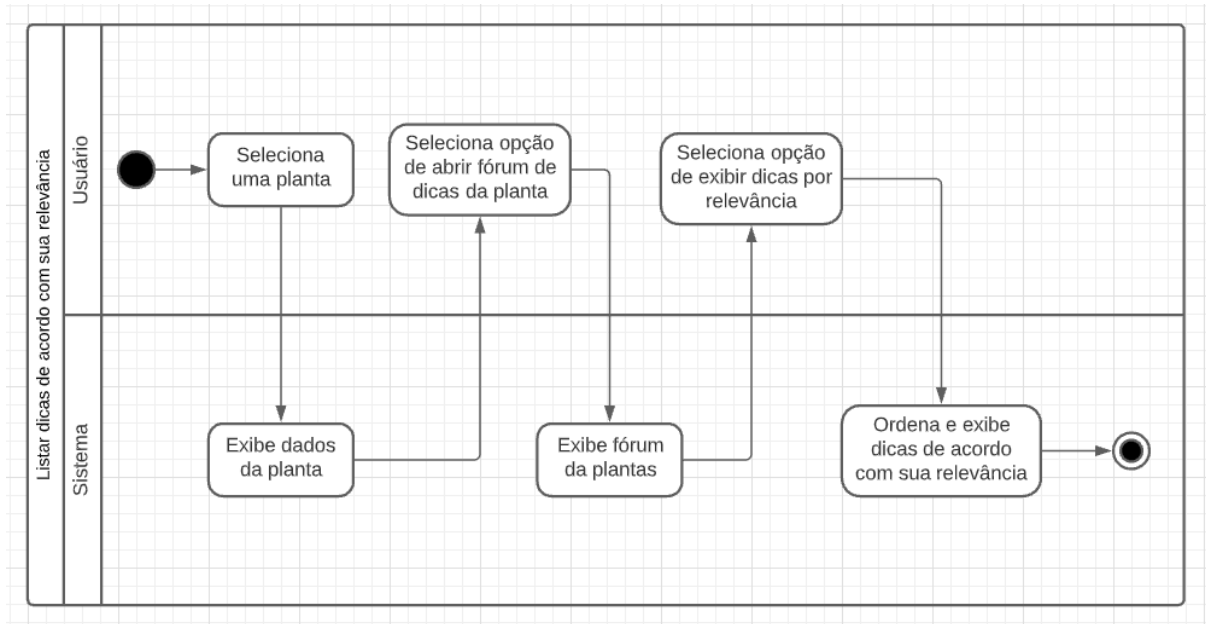 Listar dicas de acordo com sua relevância
Usuário
Seleciona
uma planta
Seleciona opção
de abrir fórum de
dicas da planta
Seleciona opção
de exibir dicas por
relevância
Sistema
Exibe dados
da planta
Exibe fórum
da plantas
Ordena e exibe
dicas de acordo
com sua relevância